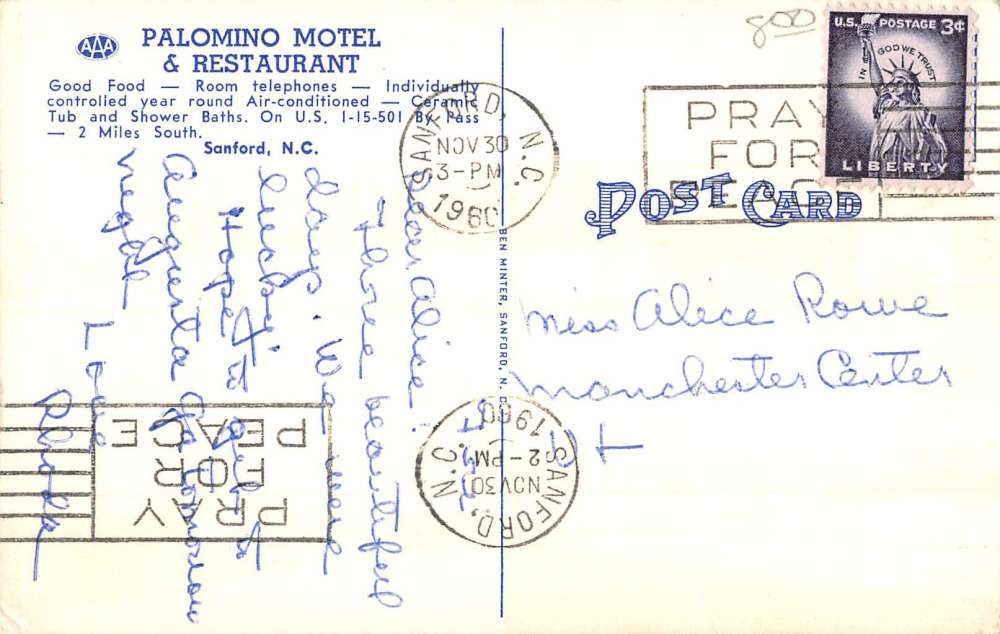 AAA
PALOMINO MOTEL
& RESTAURANT
Good Food — Room telephones — Individually
controlled year round Air-conditioned — Ceramic
Tub and Shower Baths. On U.S. 1-15-501 By Pass
— 2 Miles South.
Sanford, N.C.
Dear Alice!
Three beautiful
days. We were
lucky!
Hope to get to
Augusta Ga tomorrow
night
Love
Rhoda
BEN MINTER, SANFORD, N. C.
800
U.S. POSTAGE 3¢
IN GOD WE TRUST
LIBERTY
SANFORD, N.C.
NOV 30
3-PM
1960
PRAY
FOR
PEACE
POST CARD
Miss Alice Rowe
Manchester Center
Vt
SANFORD, N.C.
NOV 30
2-PM
1960
PRAY
FOR
PEACE